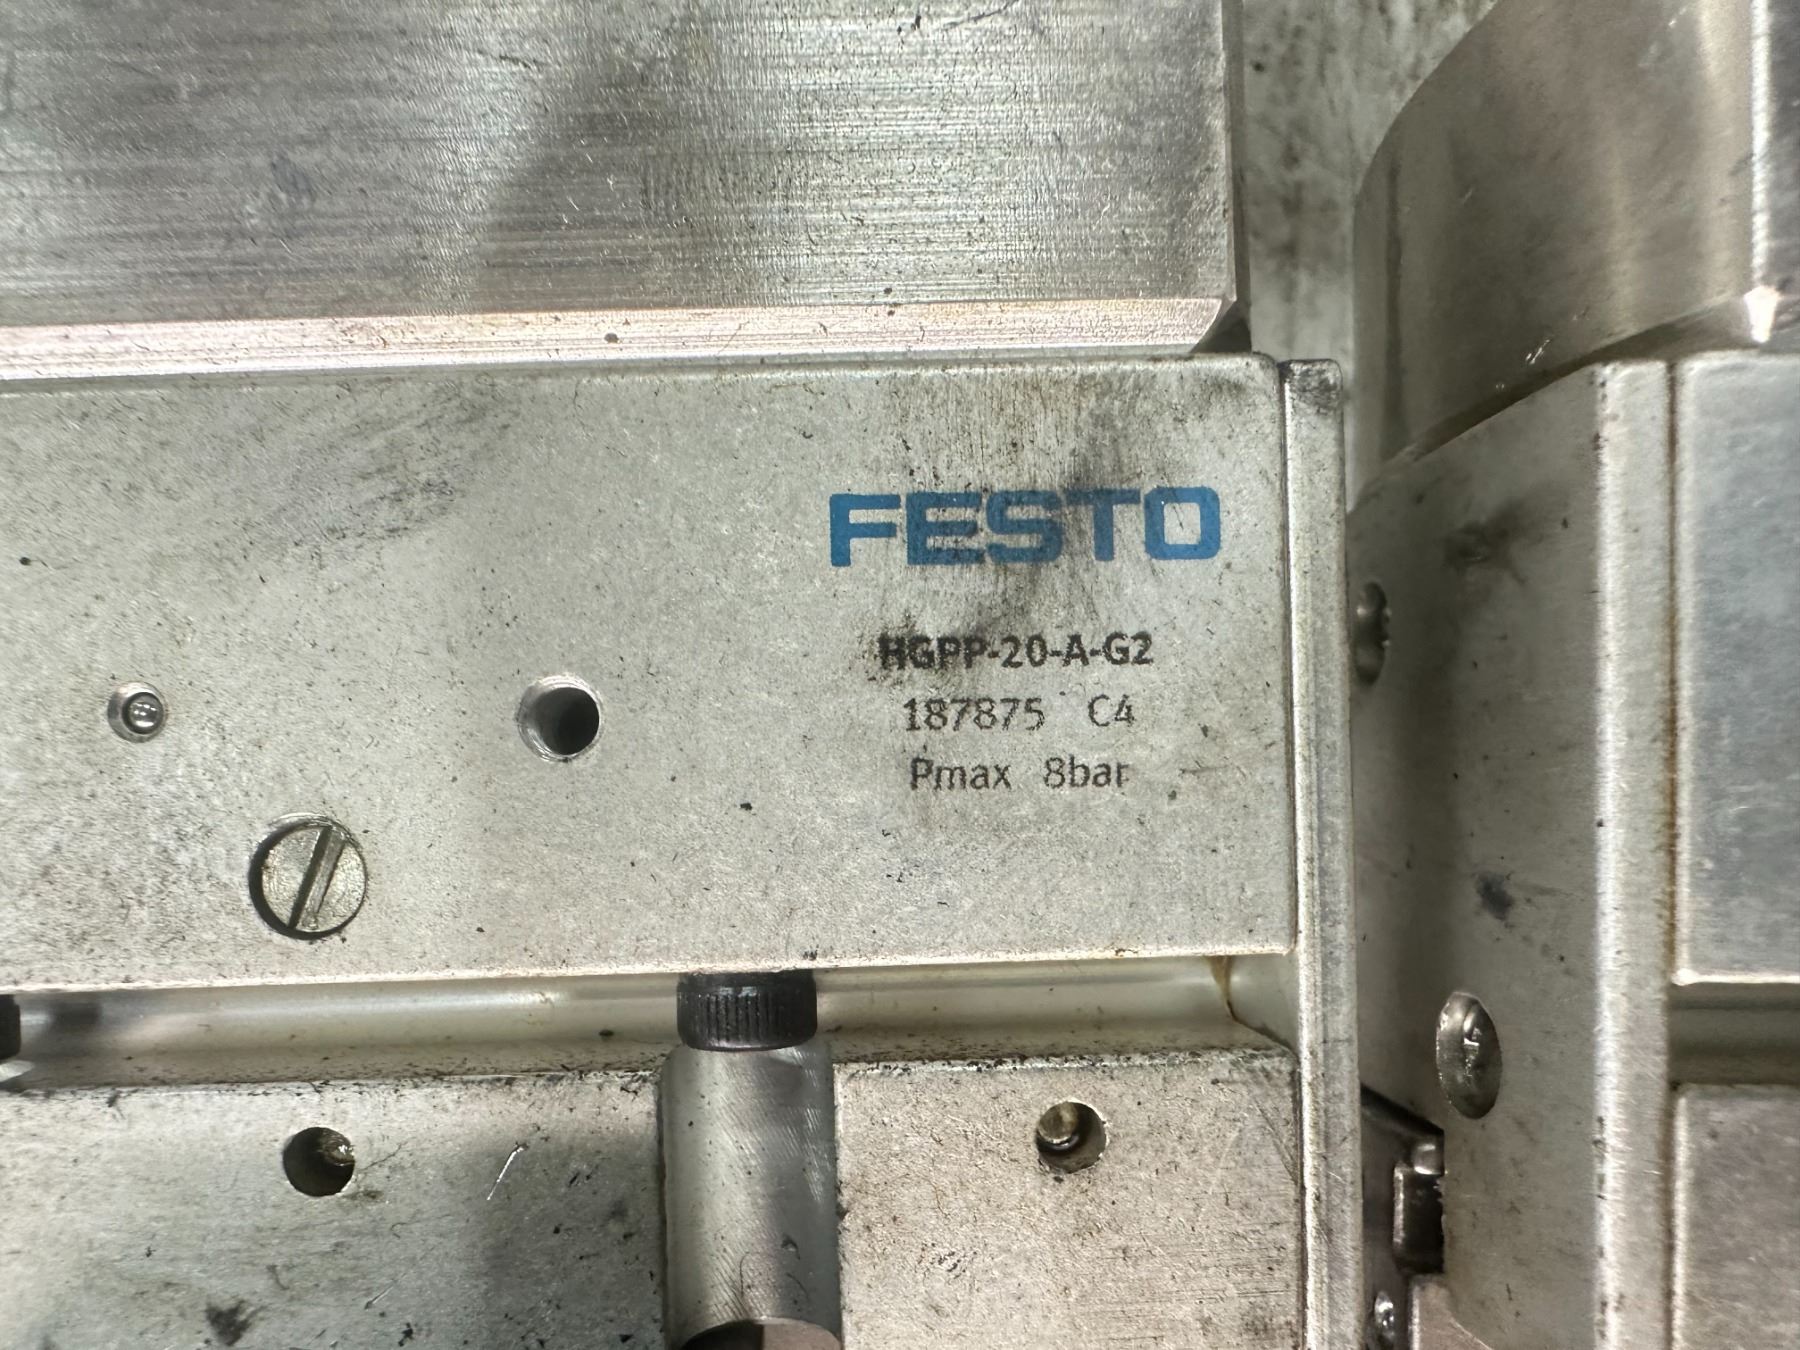 FESTO
HGPP-20-A-G2
187875 C4
Pmax 8bar